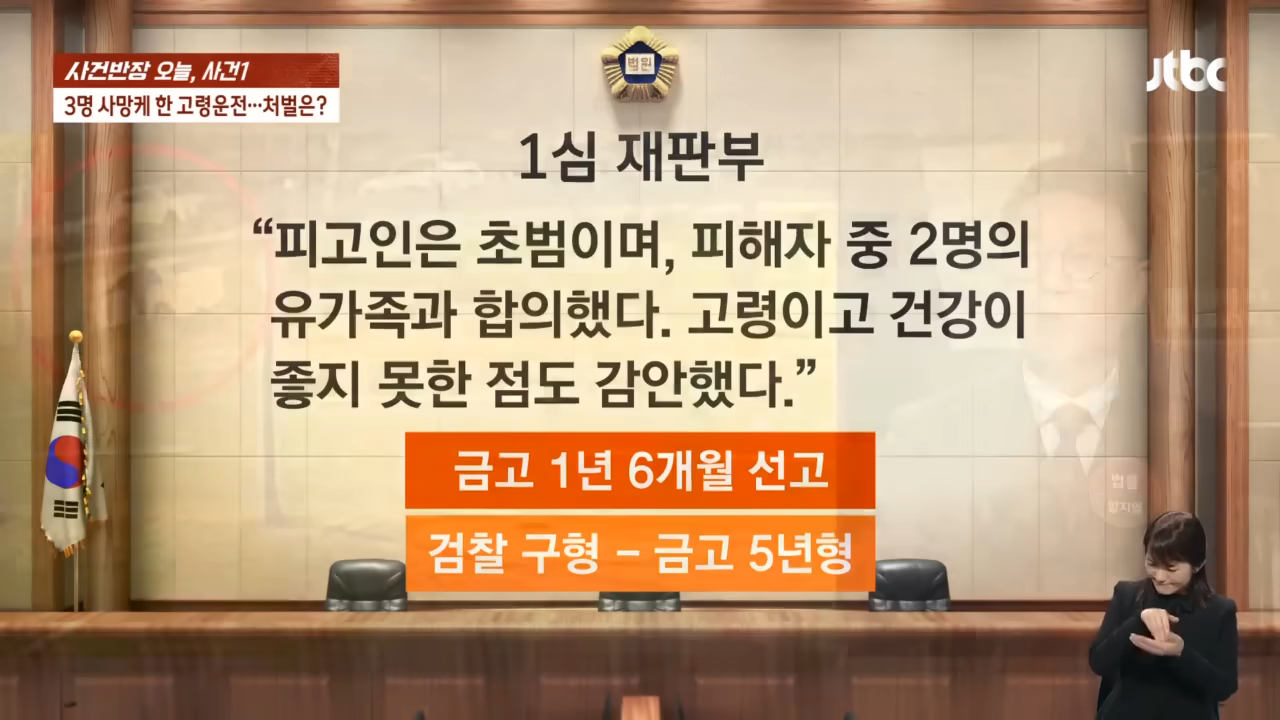 사건반장 오늘, 사건1
3명 사망케 한 고령운전…처벌은?
jtbc
법원
1심 재판부
“피고인은 초범이며, 피해자 중 2명의
유가족과 합의했다. 고령이고 건강이
좋지 못한 점도 감안했다.”
금고 1년 6개월 선고
검찰 구형 – 금고 5년형
법률